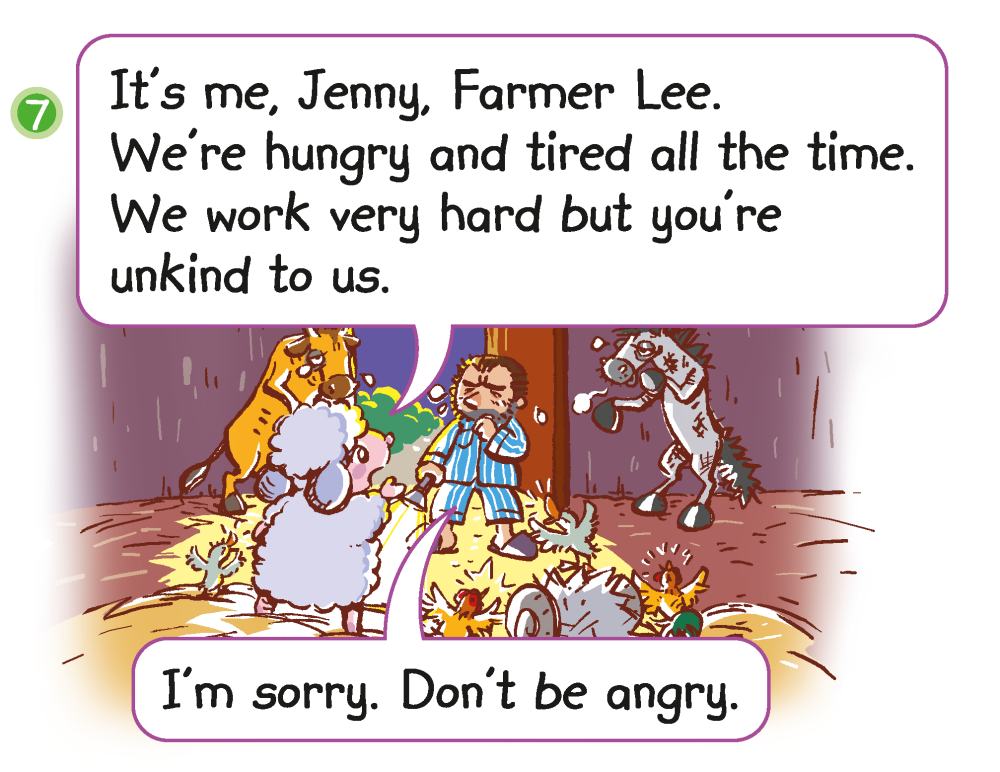 7
It's me, Jenny, Farmer Lee.
We're hungry and tired all the time.
We work very hard but you're
unkind to us.
I'm sorry. Don't be angry.